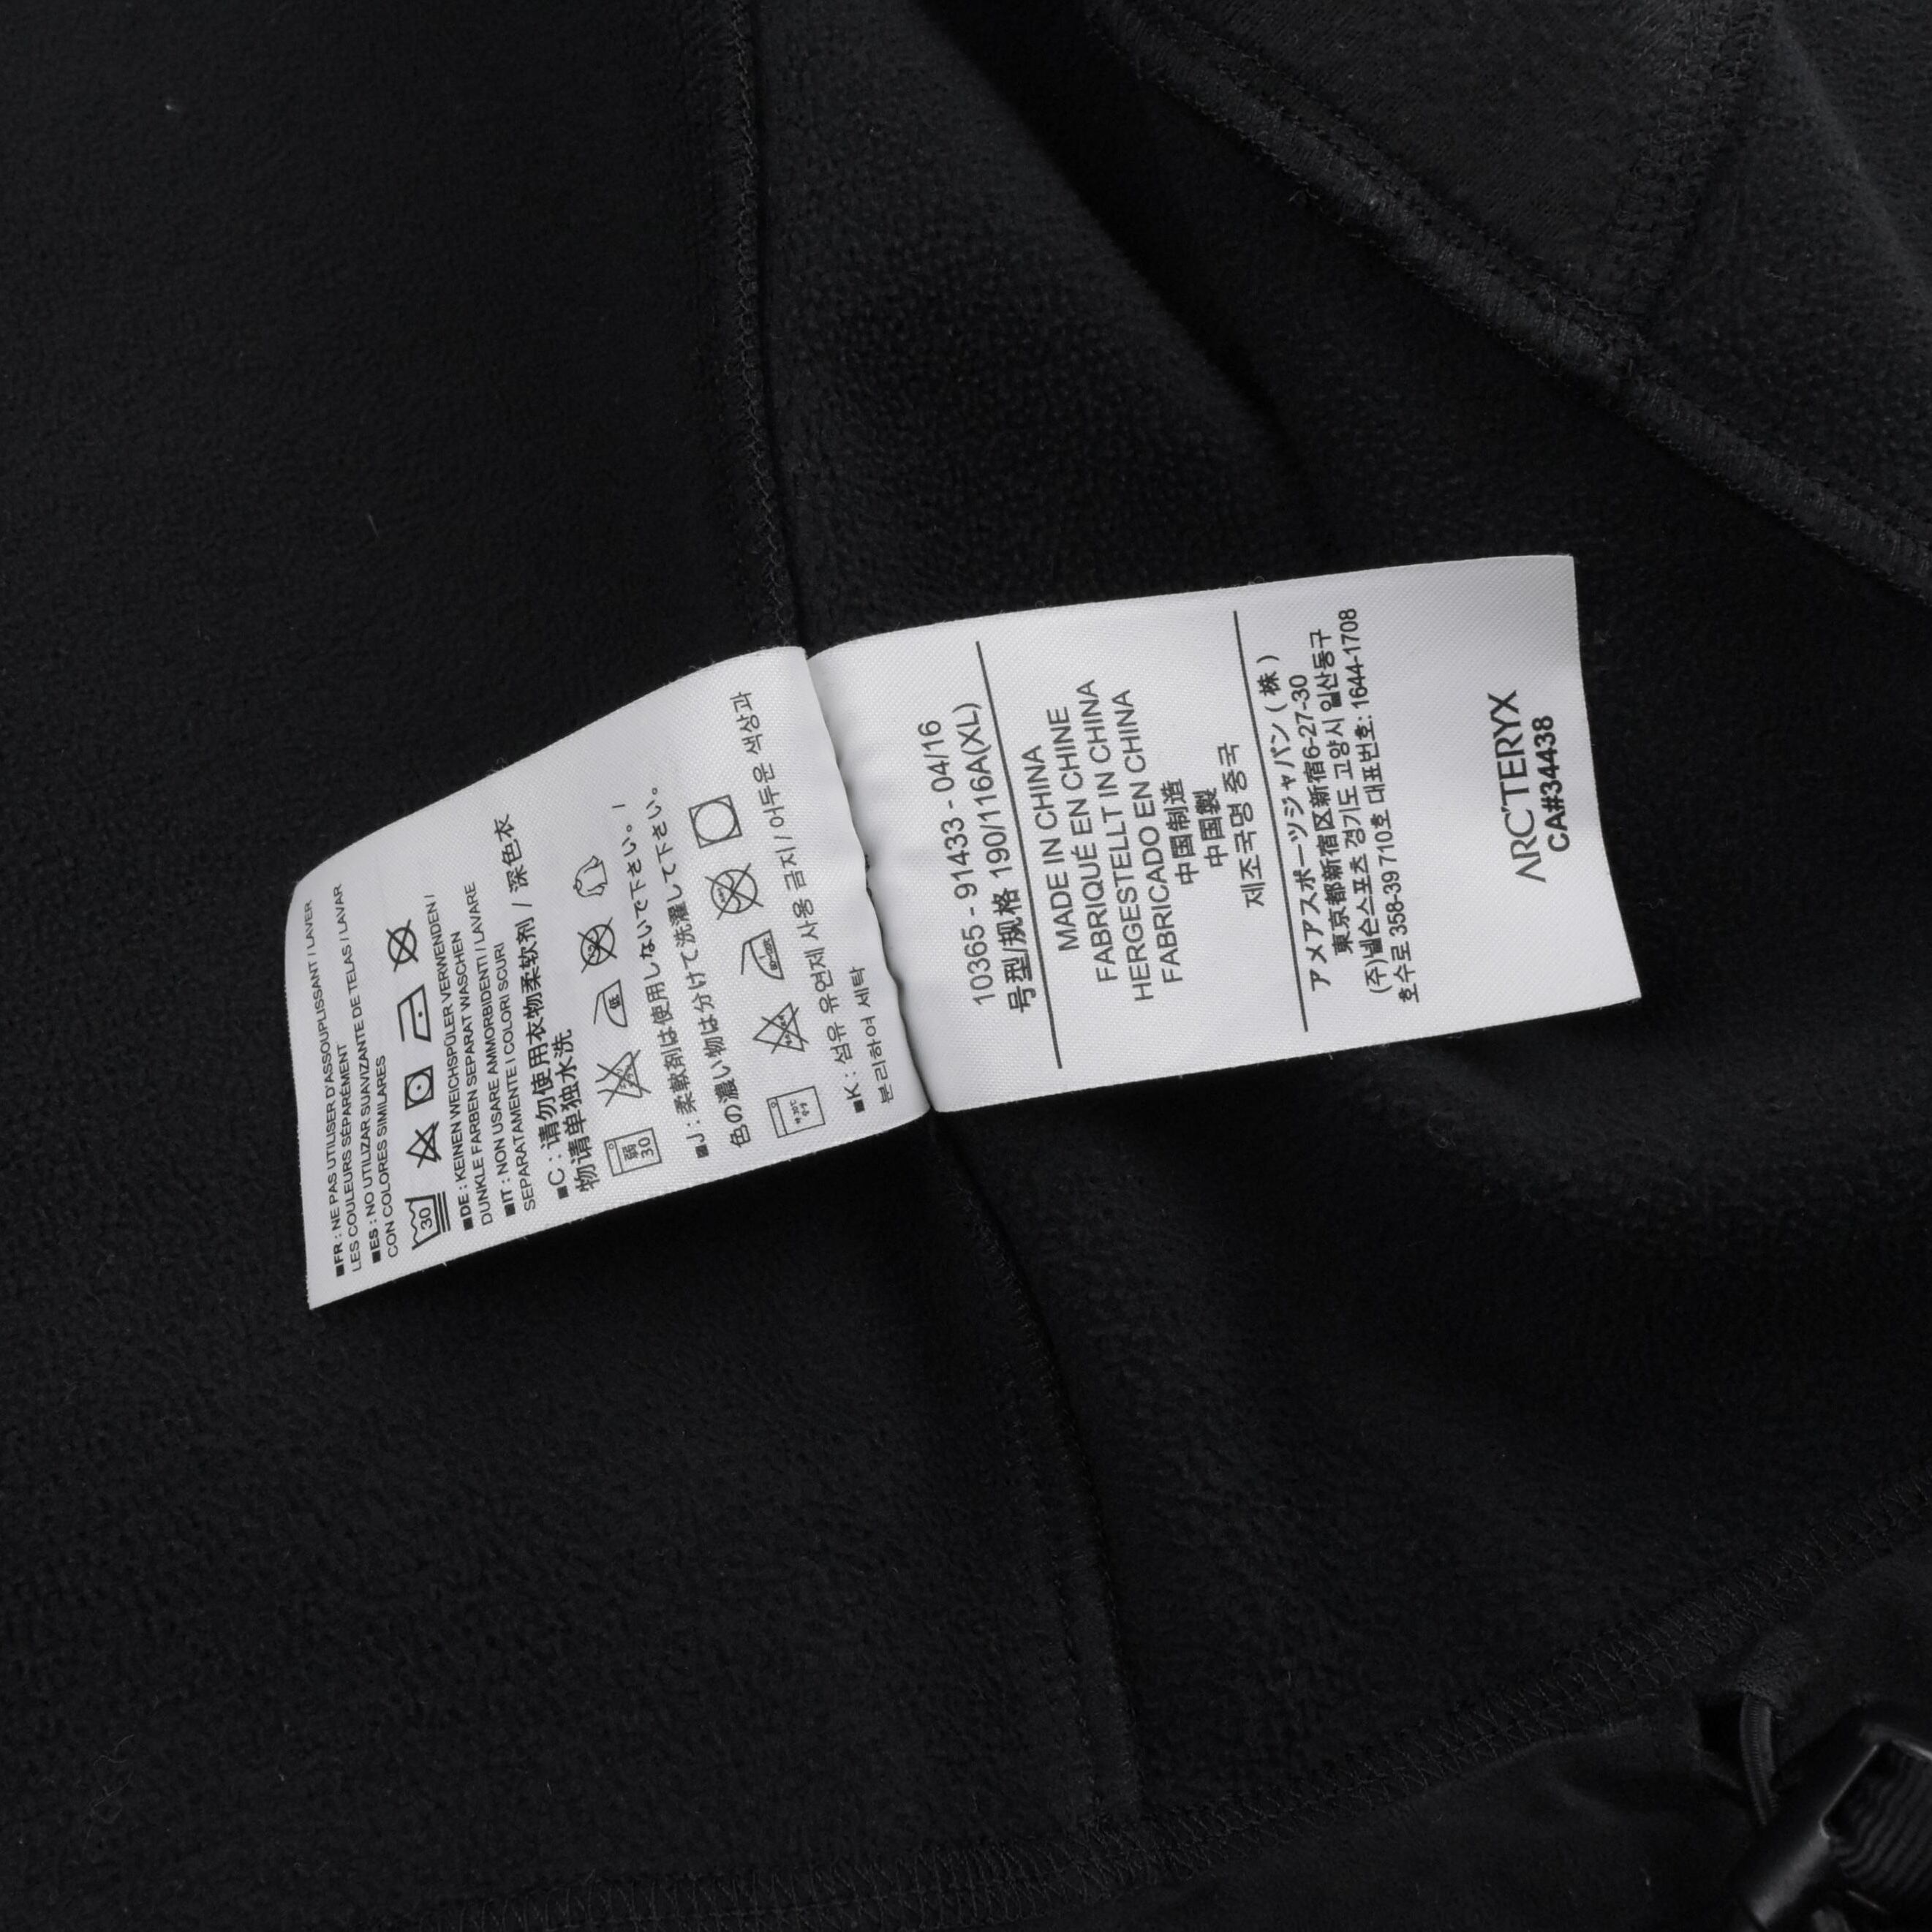 ■FR : NE PAS UTILISER D'ASSOUPLISSANT / LAVER
LES COULEURS SÉPARÉMENT
■ES : NO UTILIZAR SUAVIZANTE DE TELAS / LAVAR
CON COLORES SIMILARES
30
■DE : KEINEN WEICHSPÜLER VERWENDEN /
DUNKLE FARBEN SEPARAT WASCHEN
■IT : NON USARE AMMORBIDENTI / LAVARE
SEPARATAMENTE I COLORI SCURI
■C : 请勿使用衣物柔软剂 / 深色衣
物请单独水洗
弱
30
■J : 柔軟剤は使用しないで下さい。 /
色の濃い物は分けて洗濯して下さい。
■K : 섬유 유연제 사용 금지 / 어두운 색상과
분리하여 세탁
10365 - 91433 - 04/16
号型/规格 190/116A(XL)
MADE IN CHINA
FABRIQUÉ EN CHINE
HERGESTELLT IN CHINA
FABRICADO EN CHINA
中国制造
中国製
제조국명 중국
アメアスポーツジャパン ( 株 )
東京都新宿区新宿6-27-30
(주)넬슨스포츠 경기도 고양시 일산동구
호수로 358-39 710호 대표번호: 1644-1708
ARC'TERYX
CA#34438